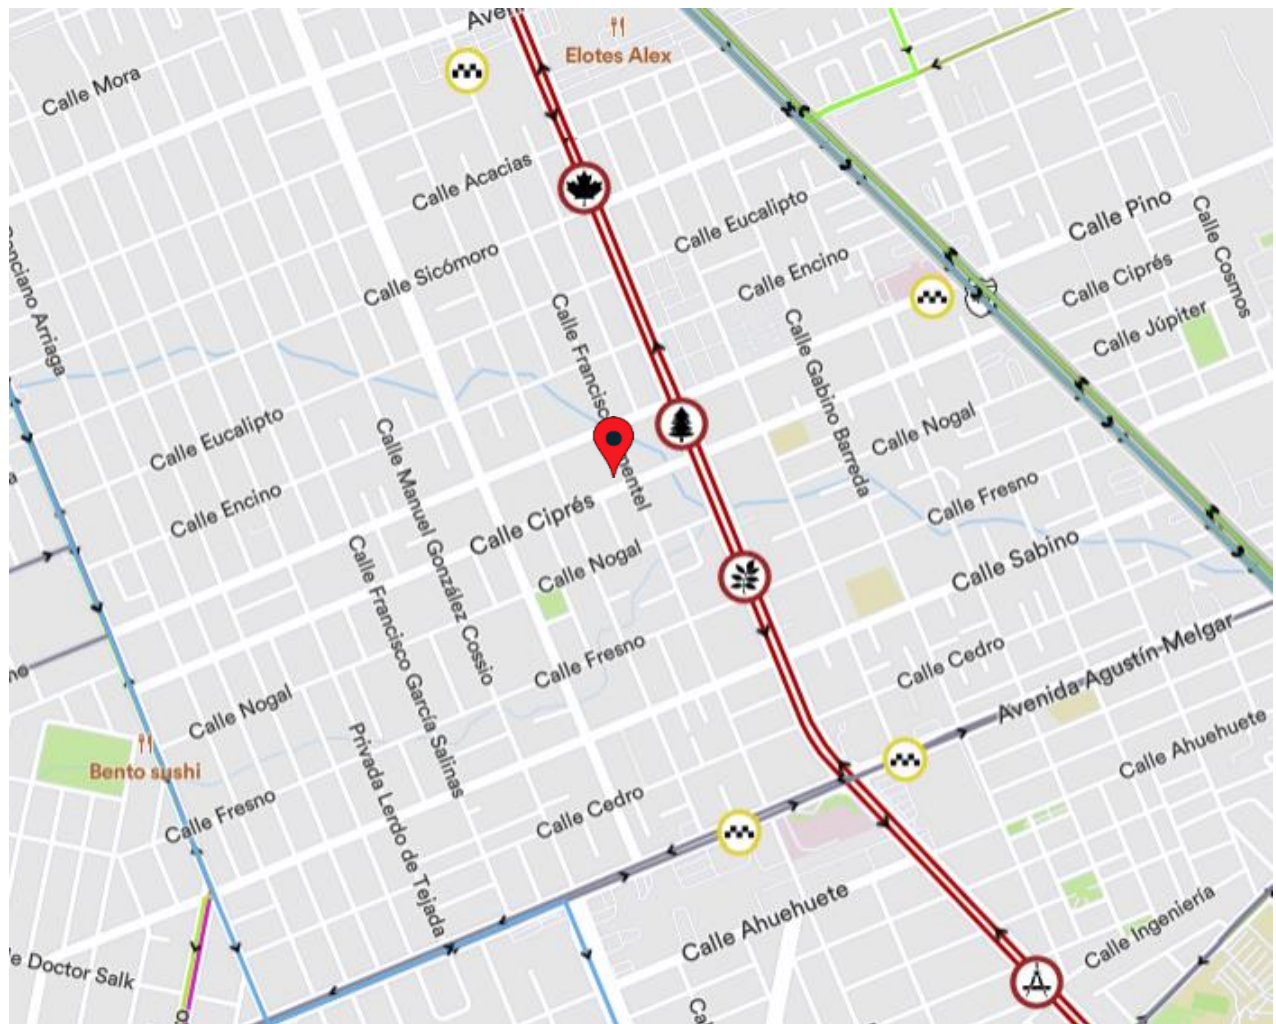 Elotes Alex
Calle Mora
Calle Acacias
Calle Eucalipto
Calle Pino
Calle Cosmos
Calle Sicómoro
Calle Encino
Calle Ciprés
Calle Júpiter
Arriaga
Calle Francisco
mentel
Calle Gabino Barreda
Calle Eucalipto
Calle Manuel González Cossio
Calle Nogal
Calle Encino
Calle Ciprés
Calle Fresno
Calle Francisco García Salinas
Calle Nogal
Calle Sabino
Calle Fresno
Calle Cedro
Avenida Agustín Melgar
Calle Nogal
Privada Lerdo de Tejada
Bento sushi
Calle Ahuehuete
Calle Fresno
Calle Cedro
Calle Ahuehuete
Calle Ingeniería
Doctor Salk